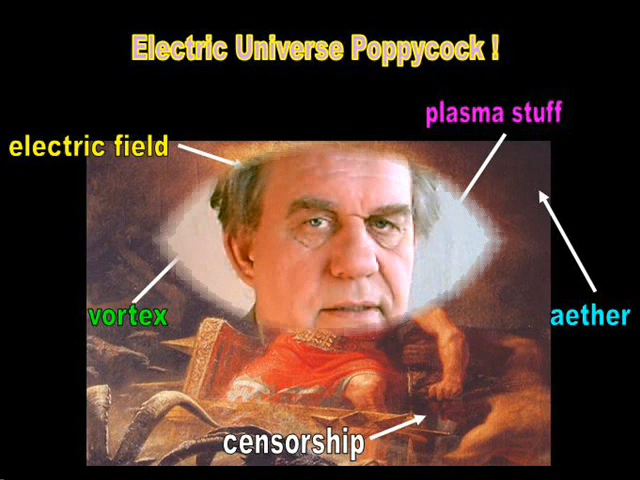 Electric Universe Poppycock !
plasma stuff
electric field
vortex
aether
censorship